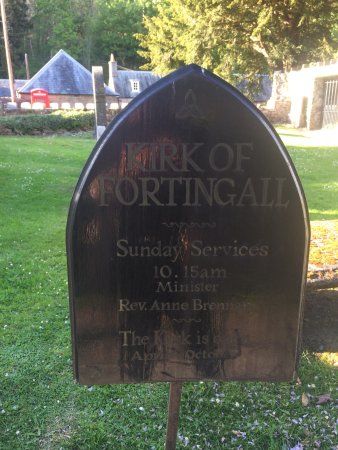 KIRK OF
FORTINGALL
Sunday Services
10.15am
Minister
Rev. Anne Brennan
The Kirk is